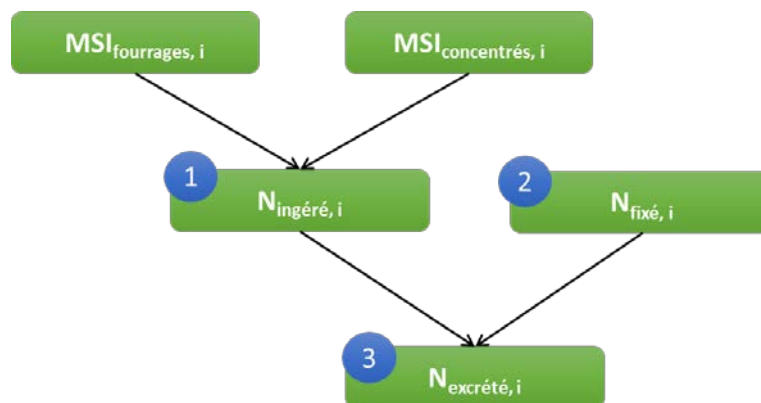 MSIfourrages, i
MSIconcentrés, i
1
Ningéré, i
2
Nfixé, i
3
Nexcrété,i